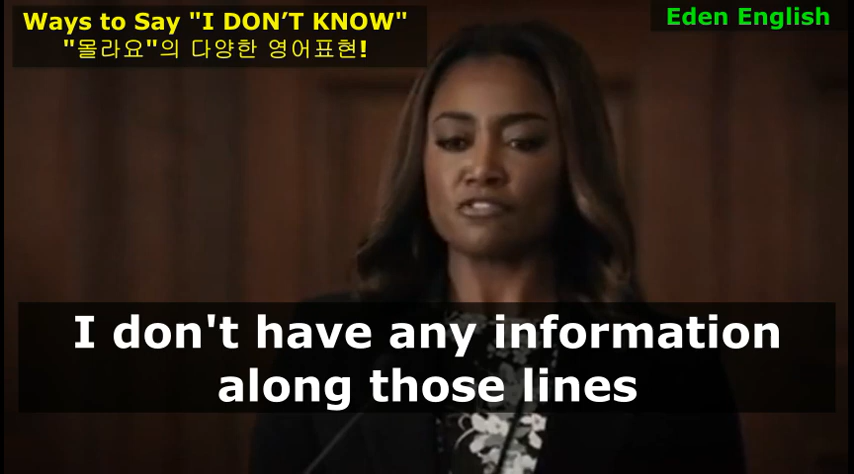 Ways to Say "I DON’T KNOW"
"몰라요"의 다양한 영어표현!
Eden English
I don't have any information
along those lines